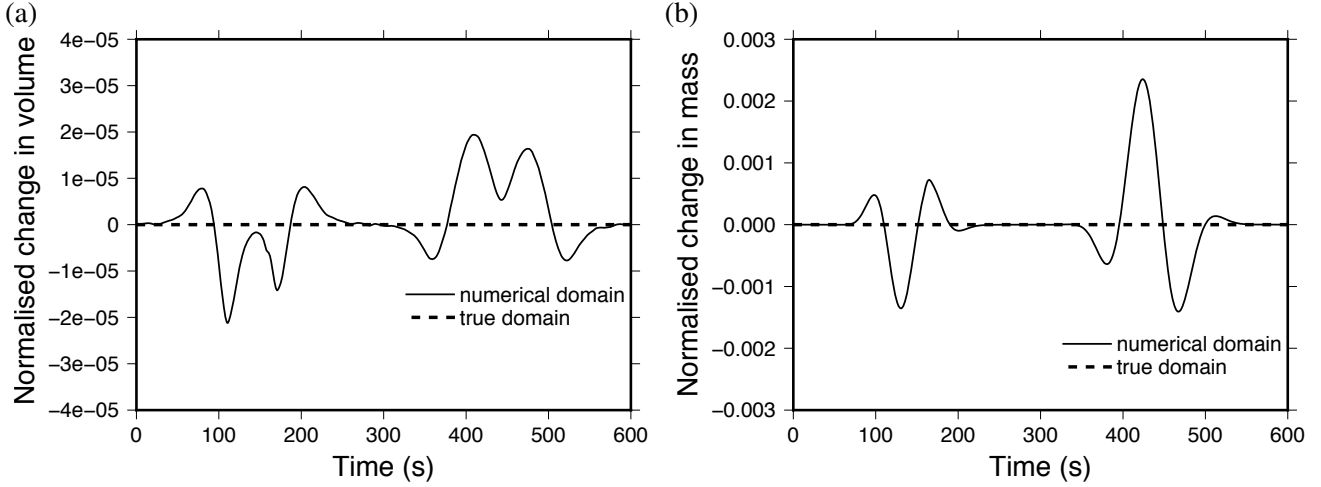 (a)
Normalised change in volume
4e-05
3e-05
2e-05
1e-05
0
−1e-05
−2e-05
−3e-05
−4e-05
numerical domain
true domain
0 100 200 300 400 500 600
Time (s)
(b)
Normalised change in mass
0.003
0.002
0.001
0.000
−0.001
−0.002
−0.003
numerical domain
true domain
0 100 200 300 400 500 600
Time (s)